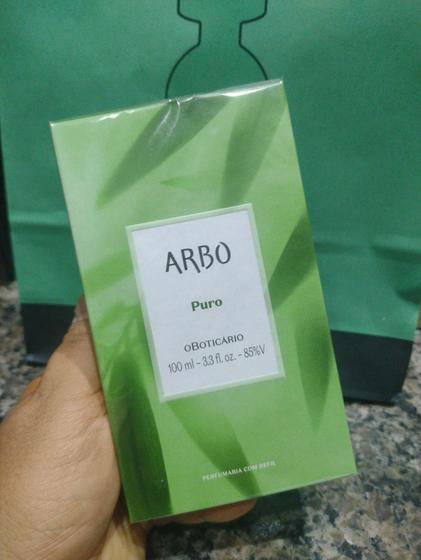 ARBO
Puro
oBOTICÁRIO
100 ml - 3.3 fl. oz. - 85%V
PERFUMARIA COM REFIL